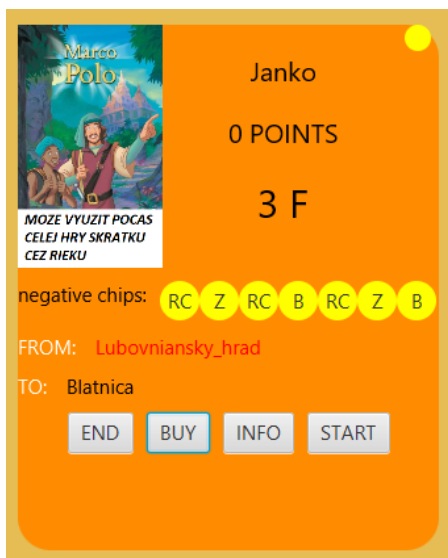 Marco
Polo
MOZE VYUZIT POCAS
CELEJ HRY SKRATKU
CEZ RIEKU
Janko
0 POINTS
3 F
negative chips: RC Z RC B RC Z B
FROM: Lubovniansky_hrad
TO: Blatnica
END BUY INFO START